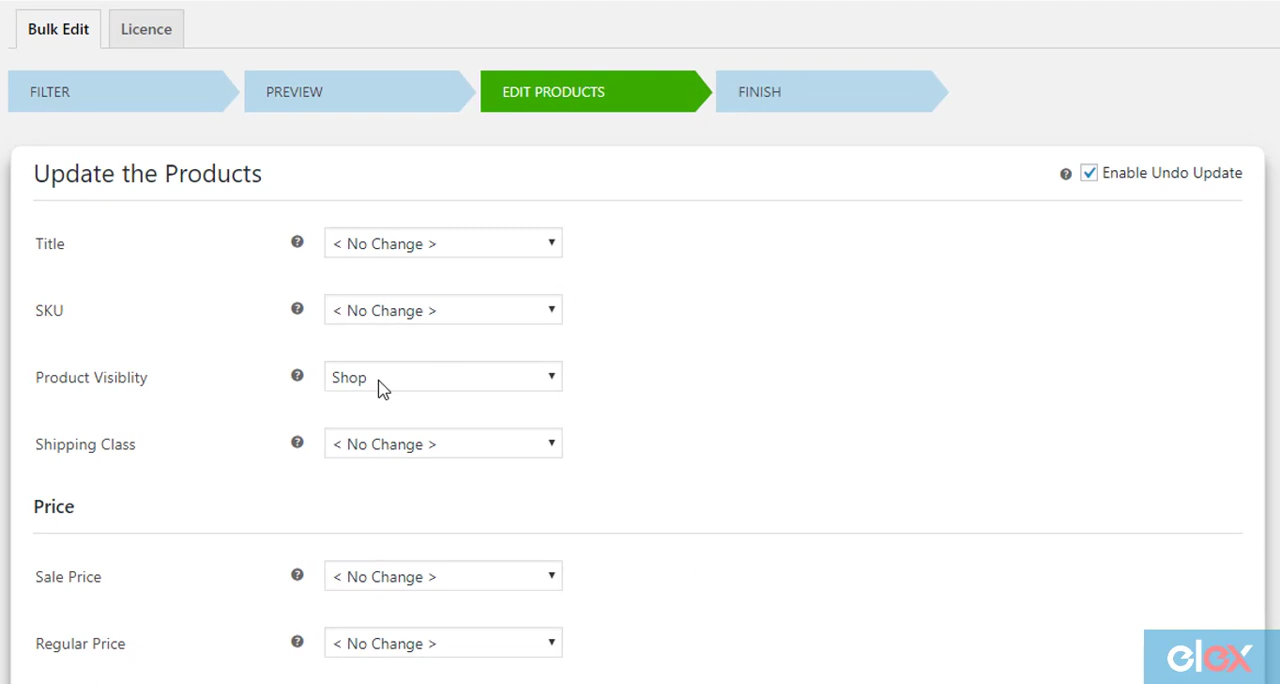 Bulk Edit Licence
FILTER PREVIEW EDIT PRODUCTS FINISH
Update the Products
Enable Undo Update
Title < No Change >
SKU < No Change >
Product Visiblity Shop
Shipping Class < No Change >
Price
Sale Price < No Change >
Regular Price < No Change >
elex